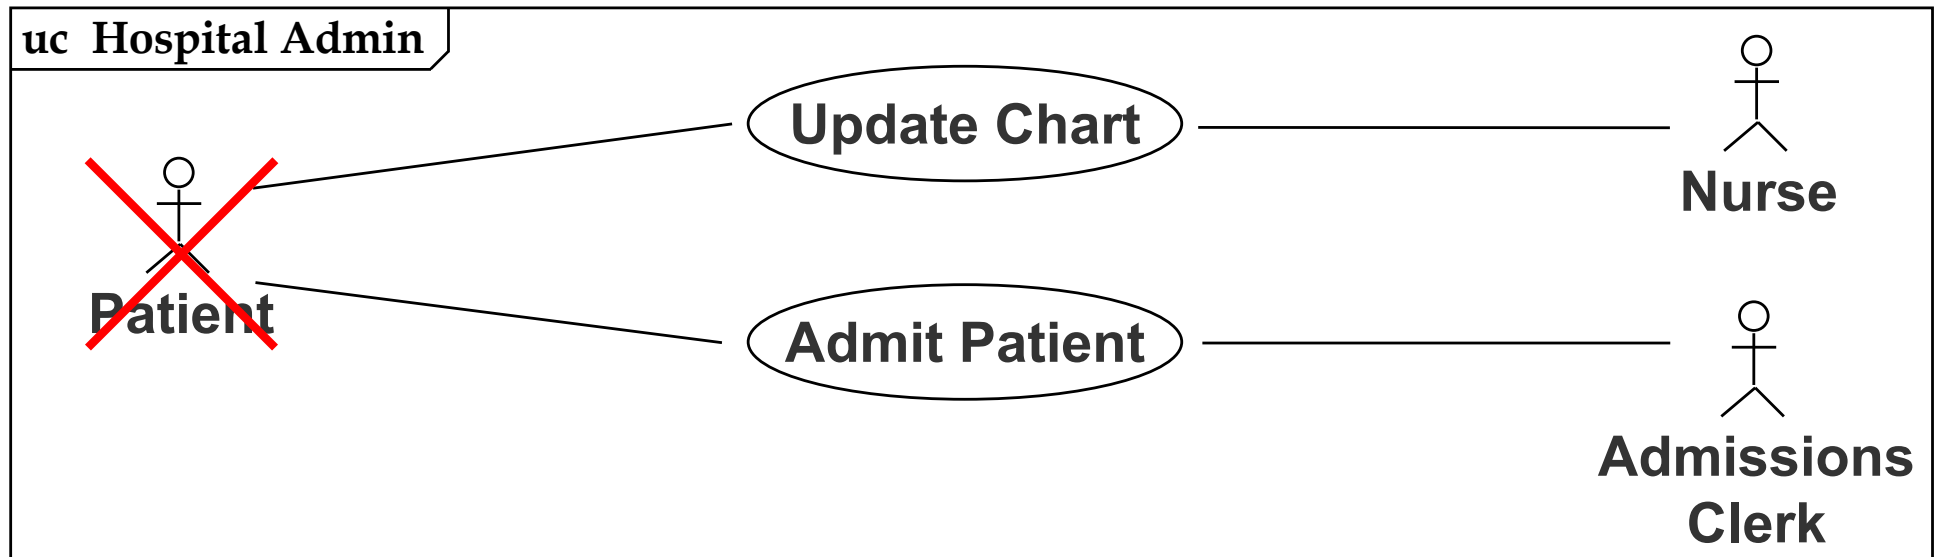 uc Hospital Admin
Update Chart
Nurse
Patient
Admit Patient
Admissions
Clerk